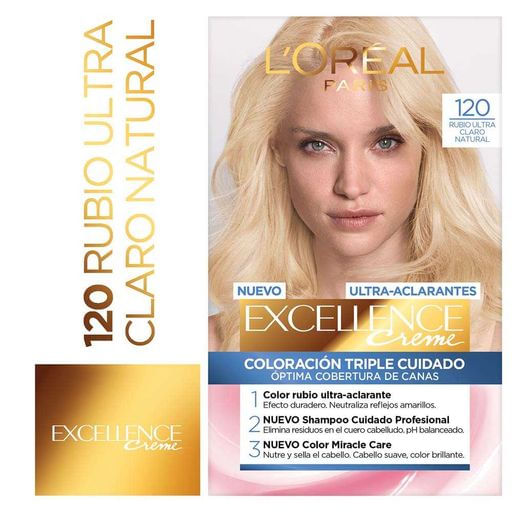 120 RUBIO ULTRA
CLARO NATURAL
EXCELLENCE
Creme
L'ORÉAL
PARIS
120
RUBIO ULTRA
CLARO
NATURAL
NUEVO
ULTRA-ACLARANTES
EXCELLENCE
Creme
COLORACIÓN TRIPLE CUIDADO
ÓPTIMA COBERTURA DE CANAS
1 Color rubio ultra-aclarante
Efecto duradero. Neutraliza reflejos amarillos.
2 NUEVO Shampoo Cuidado Profesional
Elimina residuos en el cuero cabelludo. pH balanceado.
3 NUEVO Color Miracle Care
Nutre y sella el cabello. Cabello suave, color brillante.